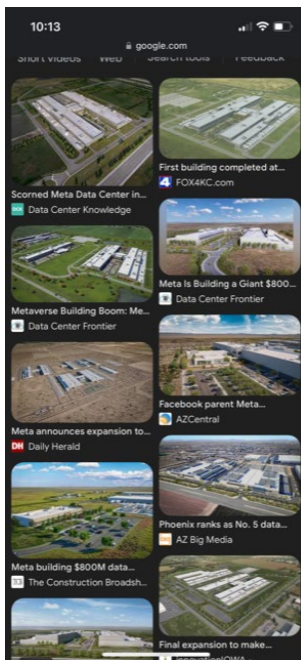 10:13
google.com
Short videos Web Search tools Feedback
Scorned Meta Data Center in...
Data Center Knowledge
First building completed at...
4 FOX4KC.com
Metaverse Building Boom: Me...
Data Center Frontier
Meta Is Building a Giant $800...
Data Center Frontier
Meta announces expansion to...
DH Daily Herald
Facebook parent Meta...
AZCentral
Meta building $800M data...
The Construction Broadsh...
Phoenix ranks as No. 5 data...
AZ Big Media
Final expansion to make...
InnovationIOWA